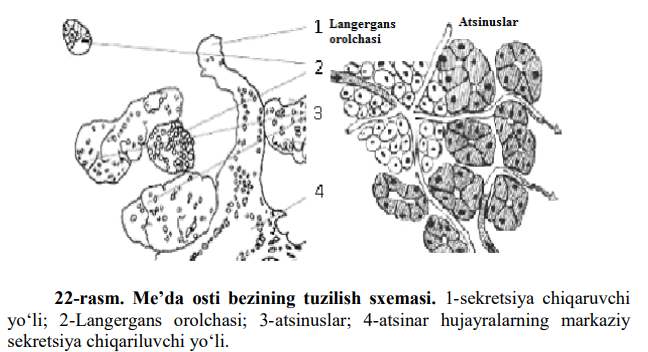 1 Langergans
orolchasi
Atsinuslar
2
3
4
22-rasm. Me’da osti bezining tuzilish sxemasi. 1-sekretsiya chiqaruvchi
yo‘li; 2-Langergans orolchasi; 3-atsinuslar; 4-atsinar hujayralarning markaziy
sekretsiya chiqariluvchi yo‘li.